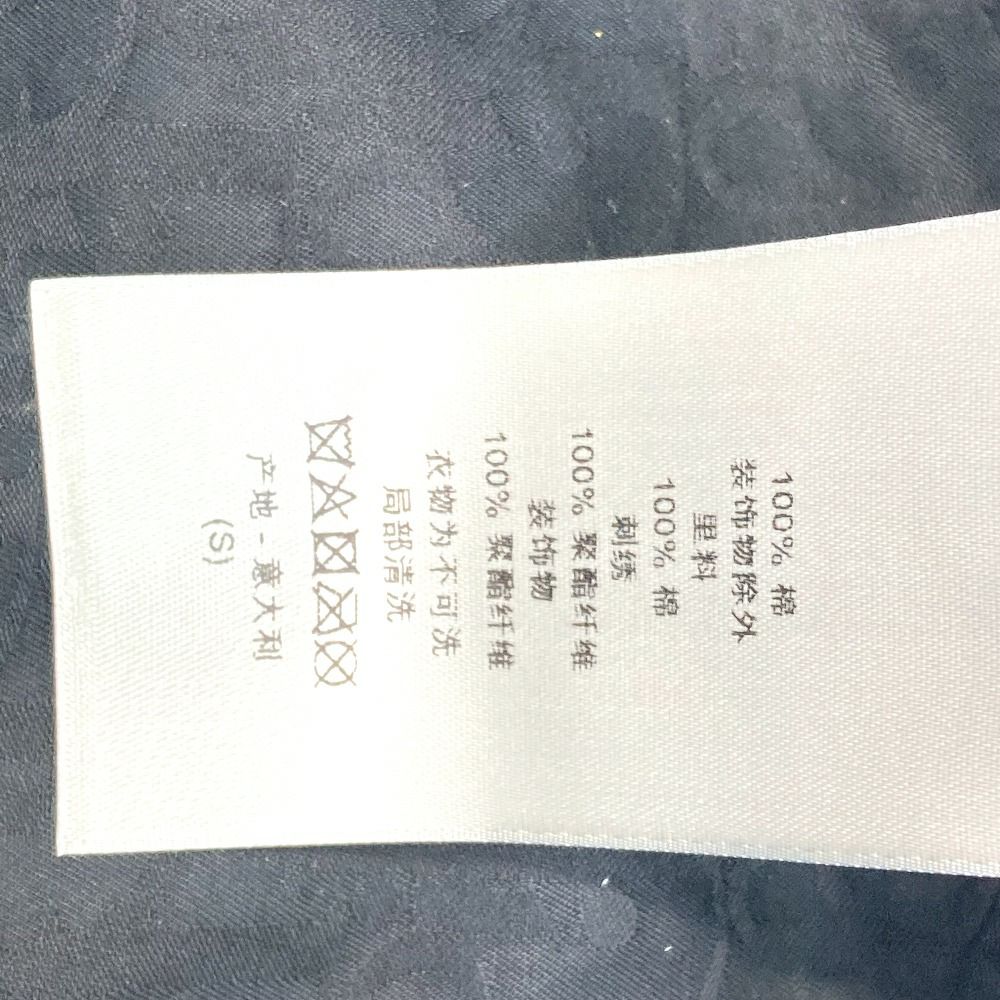 100% 棉
装饰物除外
里料
100% 棉
刺绣
100% 聚酯纤维
装饰物
100% 聚酯纤维
衣物为不可洗
局部清洗
产地 - 意大利
(S)